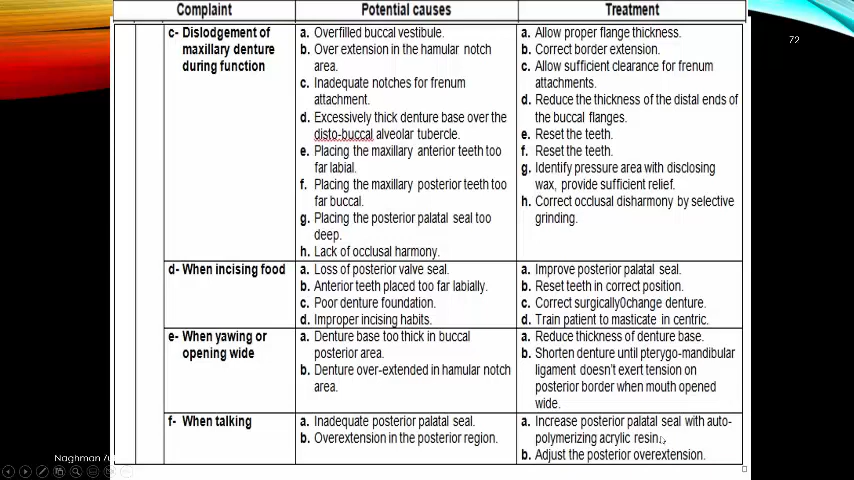 Complaint Potential causes Treatment
72
c- Dislodgement of
maxillary denture
during function
a. Overfilled buccal vestibule.
b. Over extension in the hamular notch
area.
c. Inadequate notches for frenum
attachment.
d. Excessively thick denture base over the
disto-buccal alveolar tubercle.
e. Placing the maxillary anterior teeth too
far labial.
f. Placing the maxillary posterior teeth too
far buccal.
g. Placing the posterior palatal seal too
deep.
h. Lack of occlusal harmony.
a. Allow proper flange thickness.
b. Correct border extension.
c. Allow sufficient clearance for frenum
attachments.
d. Reduce the thickness of the distal ends of
the buccal flanges.
e. Reset the teeth.
f. Reset the teeth.
g. Identify pressure area with disclosing
wax, provide sufficient relief.
h. Correct occlusal disharmony by selective
grinding.
d- When incising food
a. Loss of posterior valve seal.
b. Anterior teeth placed too far labially.
c. Poor denture foundation.
d. Improper incising habits.
a. Improve posterior palatal seal.
b. Reset teeth in correct position.
c. Correct surgically0change denture.
d. Train patient to masticate in centric.
e- When yawing or
opening wide
a. Denture base too thick in buccal
posterior area.
b. Denture over-extended in hamular notch
area.
a. Reduce thickness of denture base.
b. Shorten denture until pterygo-mandibular
ligament doesn't exert tension on
posterior border when mouth opened
wide.
f- When talking
a. Inadequate posterior palatal seal.
b. Overextension in the posterior region.
a. Increase posterior palatal seal with auto-
polymerizing acrylic resin.
b. Adjust the posterior overextension.
Naghman